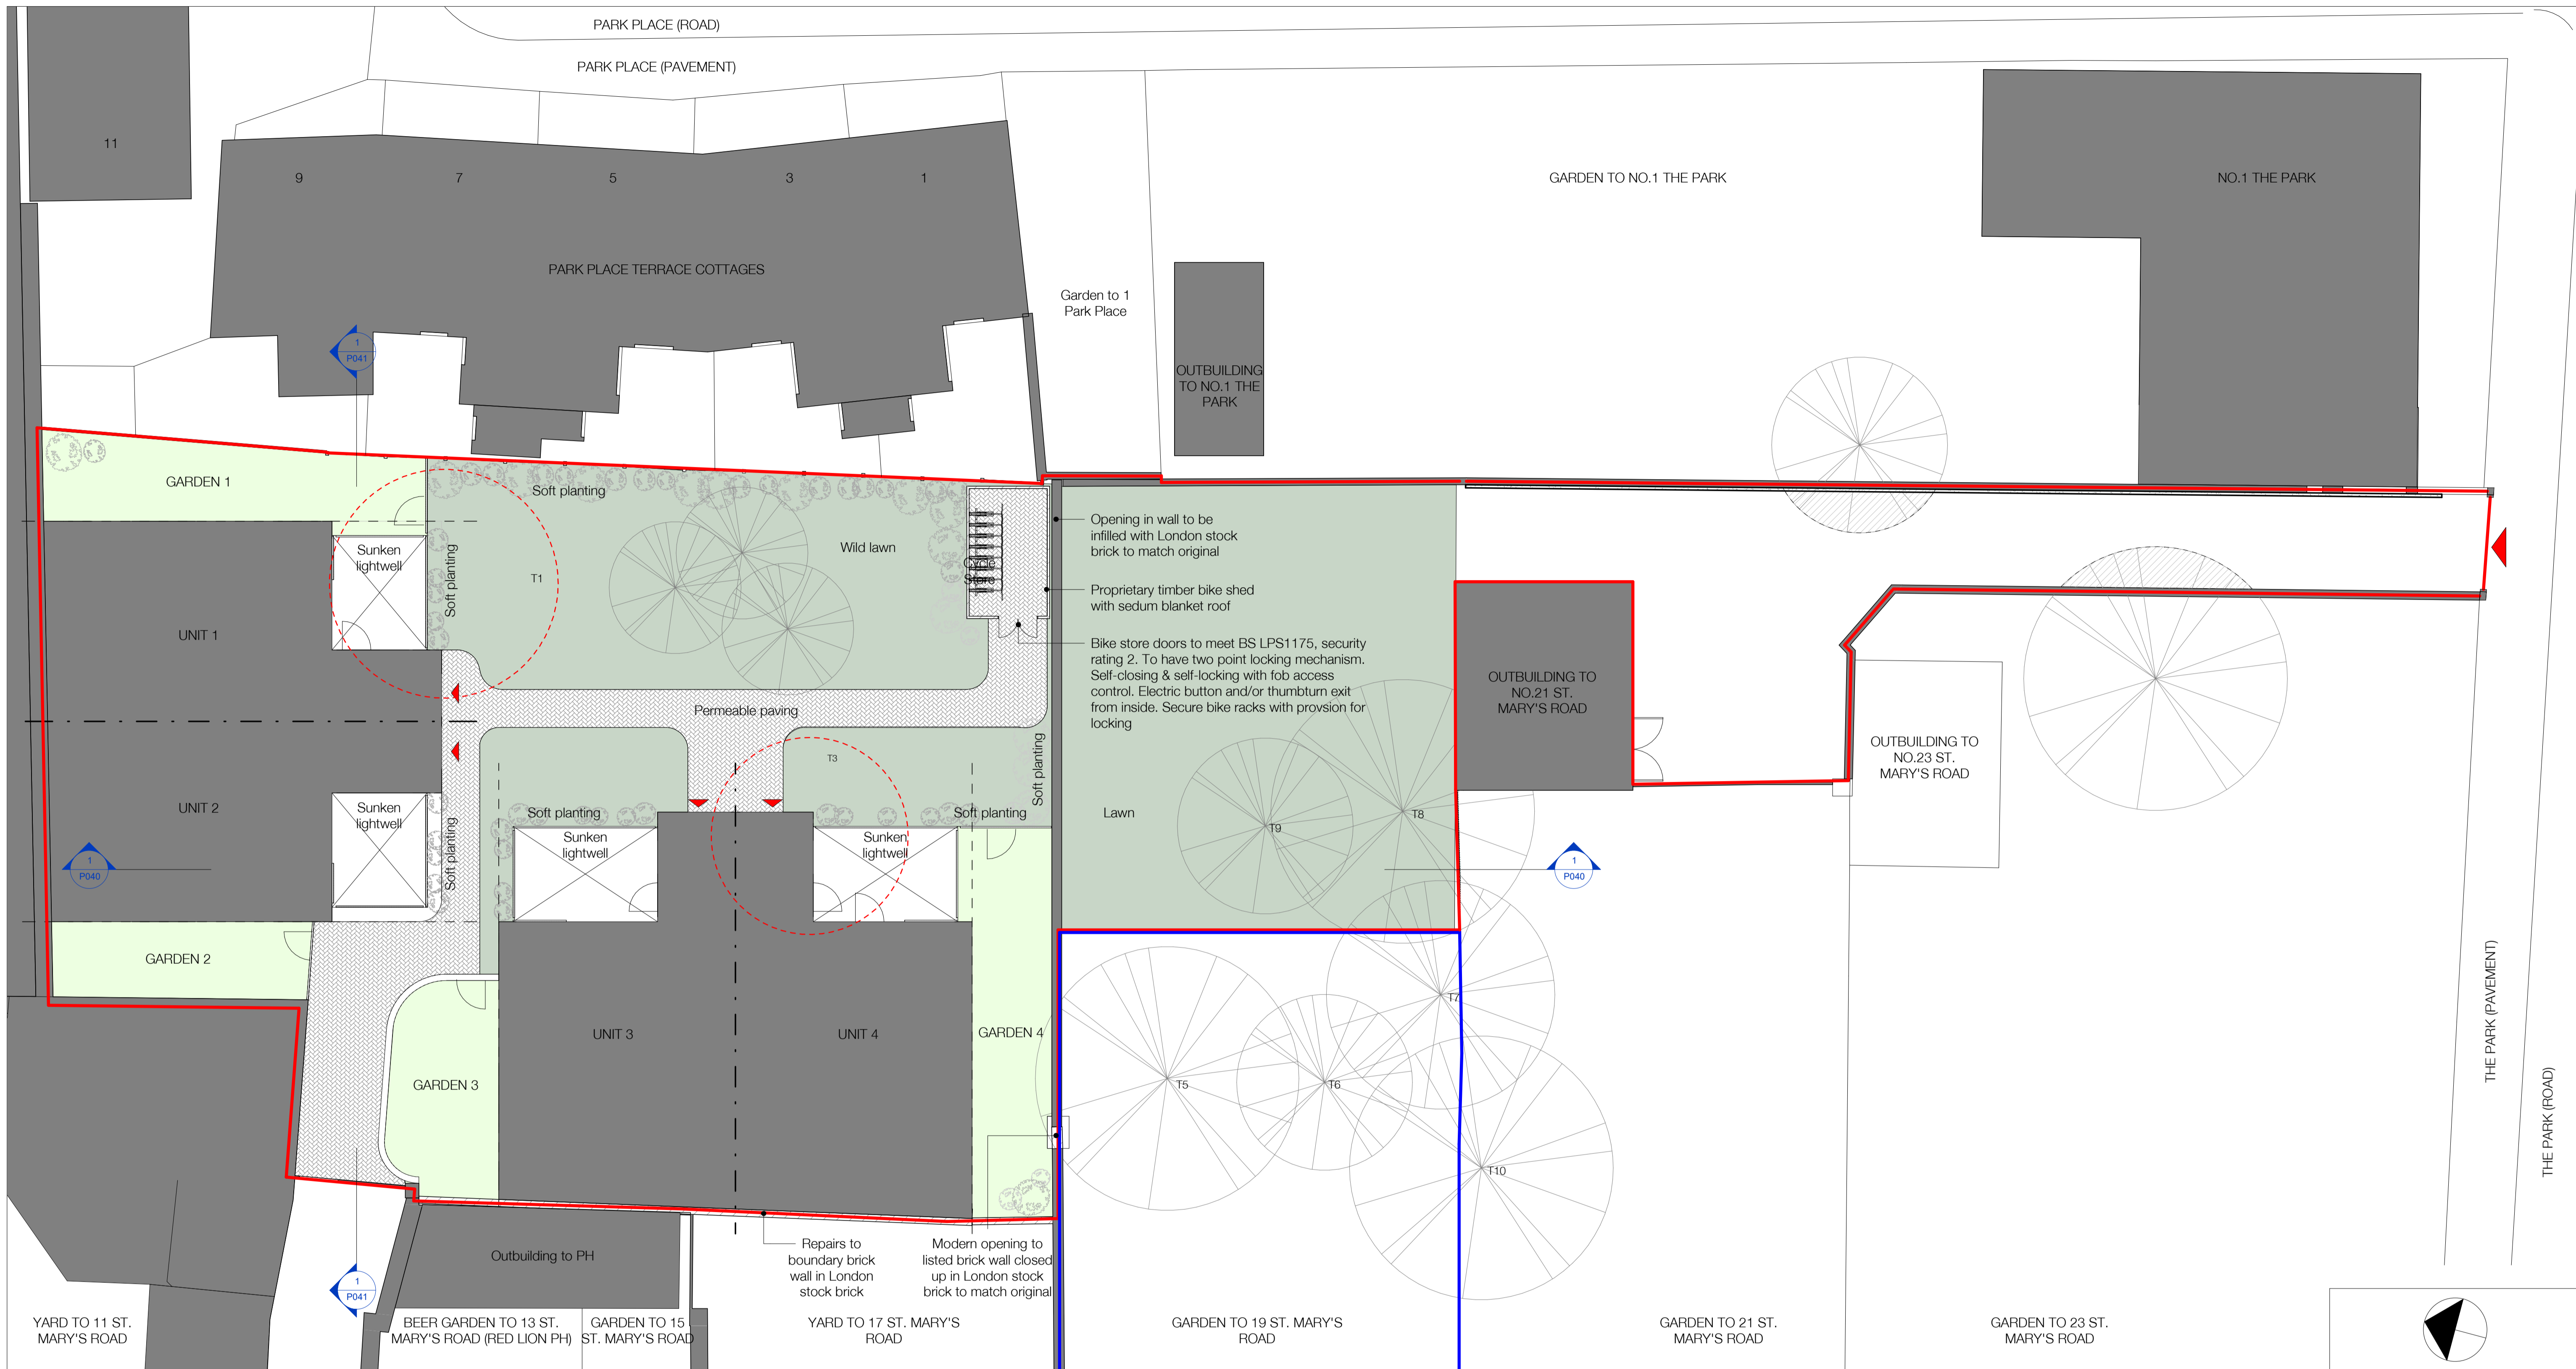 PARK PLACE (ROAD)
PARK PLACE (PAVEMENT)
11
9
7
5
3
1
GARDEN TO NO.1 THE PARK
NO.1 THE PARK
PARK PLACE TERRACE COTTAGES
Garden to 1
Park Place
1
P041
OUTBUILDING
TO NO.1 THE
PARK
GARDEN 1
Soft planting
Sunken
lightwell
Soft planting
T1
Wild lawn
Cycle
Store
Opening in wall to be
infilled with London stock
brick to match original
Proprietary timber bike shed
with sedum blanket roof
Bike store doors to meet BS LPS1175, security
rating 2. To have two point locking mechanism.
Self-closing & self-locking with fob access
control. Electric button and/or thumbturn exit
from inside. Secure bike racks with provsion for
locking
UNIT 1
OUTBUILDING TO
NO.21 ST.
MARY'S ROAD
Permeable paving
OUTBUILDING TO
NO.23 ST.
MARY'S ROAD
T3
Soft planting
UNIT 2
Sunken
lightwell
Soft planting
Soft planting
Sunken
lightwell
Sunken
lightwell
Soft planting
Lawn
T9
T8
1
P040
1
P040
GARDEN 2
T7
UNIT 3
UNIT 4
GARDEN 4
GARDEN 3
T5
T6
T10
THE PARK (PAVEMENT)
THE PARK (ROAD)
Outbuilding to PH
Repairs to
boundary brick
wall in London
stock brick
Modern opening to
listed brick wall closed
up in London stock
brick to match original
1
P041
YARD TO 11 ST.
MARY'S ROAD
BEER GARDEN TO 13 ST.
MARY'S ROAD (RED LION PH)
GARDEN TO 15
ST. MARY'S ROAD
YARD TO 17 ST. MARY'S
ROAD
GARDEN TO 19 ST. MARY'S
ROAD
GARDEN TO 21 ST.
MARY'S ROAD
GARDEN TO 23 ST.
MARY'S ROAD